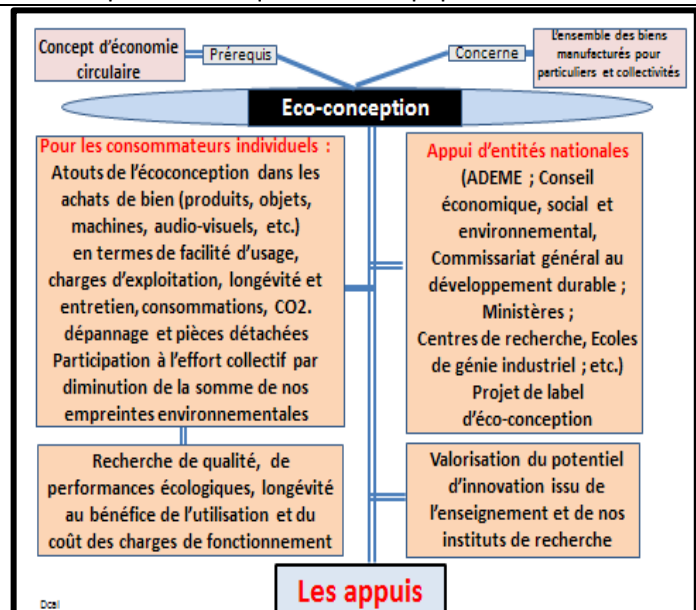 Concept d'économie
circulaire
Prérequis
Concerne
L'ensemble des biens
manufacturés pour
particuliers et collectivités
Eco-conception
Pour les consommateurs individuels :
Atouts de l'écoconception dans les
achats de bien (produits, objets,
machines, audio-visuels, etc.)
en termes de facilité d'usage,
charges d'exploitation, longévité et
entretien, consommations, CO2.
dépannage et pièces détachées
Participation à l'effort collectif par
diminution de la somme de nos
empreintes environnementales
Appui d'entités nationales
(ADEME ; Conseil
économique, social et
environnemental,
Commissariat général au
développement durable ;
Ministères ;
Centres de recherche, Ecoles
de génie industriel ; etc.)
Projet de label
d'éco-conception
Recherche de qualité, de
performances écologiques, longévité
au bénéfice de l'utilisation et du
coût des charges de fonctionnement
Valorisation du potentiel
d'innovation issu de
l'enseignement et de nos
instituts de recherche
Les appuis